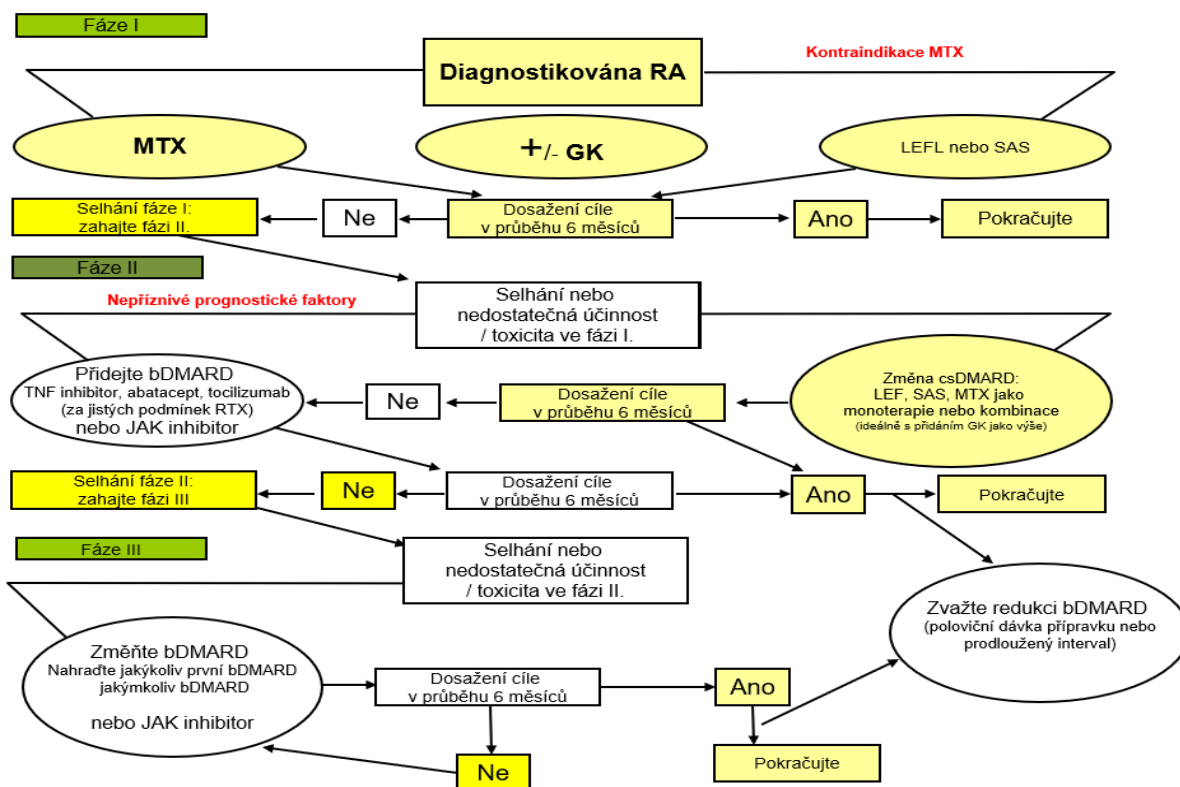 Fáze I
Kontraindikace MTX
Diagnostikována RA
MTX
+/- GK
LEFL nebo SAS
Selhání fáze I:
zahajte fázi II.
Ne
Dosažení cíle
v průběhu 6 měsíců
Ano
Pokračujte
Fáze II
Nepříznivé prognostické faktory
Selhání nebo
nedostatečná účinnost
/ toxicita ve fázi I.
Přidejte bDMARD
TNF inhibitor, abatacept, tocilizumab
(za jistých podmínek RTX)
nebo JAK inhibitor
Ne
Dosažení cíle
v průběhu 6 měsíců
Změna csDMARD:
LEF, SAS, MTX jako
monoterapie nebo kombinace
(ideálně s přidáním GK jako výše)
Selhání fáze II:
zahajte fázi III
Ne
Dosažení cíle
v průběhu 6 měsíců
Ano
Pokračujte
Fáze III
Selhání nebo
nedostatečná účinnost
/ toxicita ve fázi II.
Zvažte redukci bDMARD
(poloviční dávka přípravku nebo
prodloužený interval)
Změňte bDMARD
Nahraďte jakýkoliv první bDMARD
jakýmkoliv bDMARD
nebo JAK inhibitor
Dosažení cíle
v průběhu 6 měsíců
Ano
Ne
Pokračujte